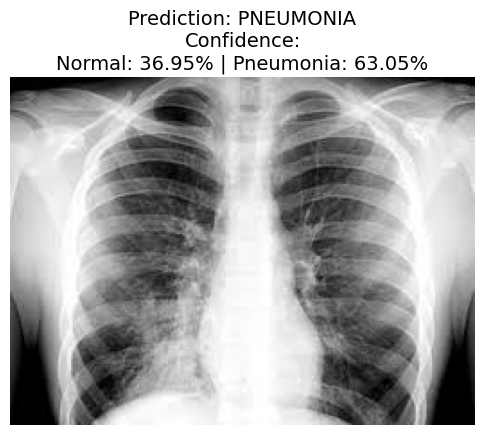 Prediction: PNEUMONIA
Confidence:
Normal: 36.95% | Pneumonia: 63.05%